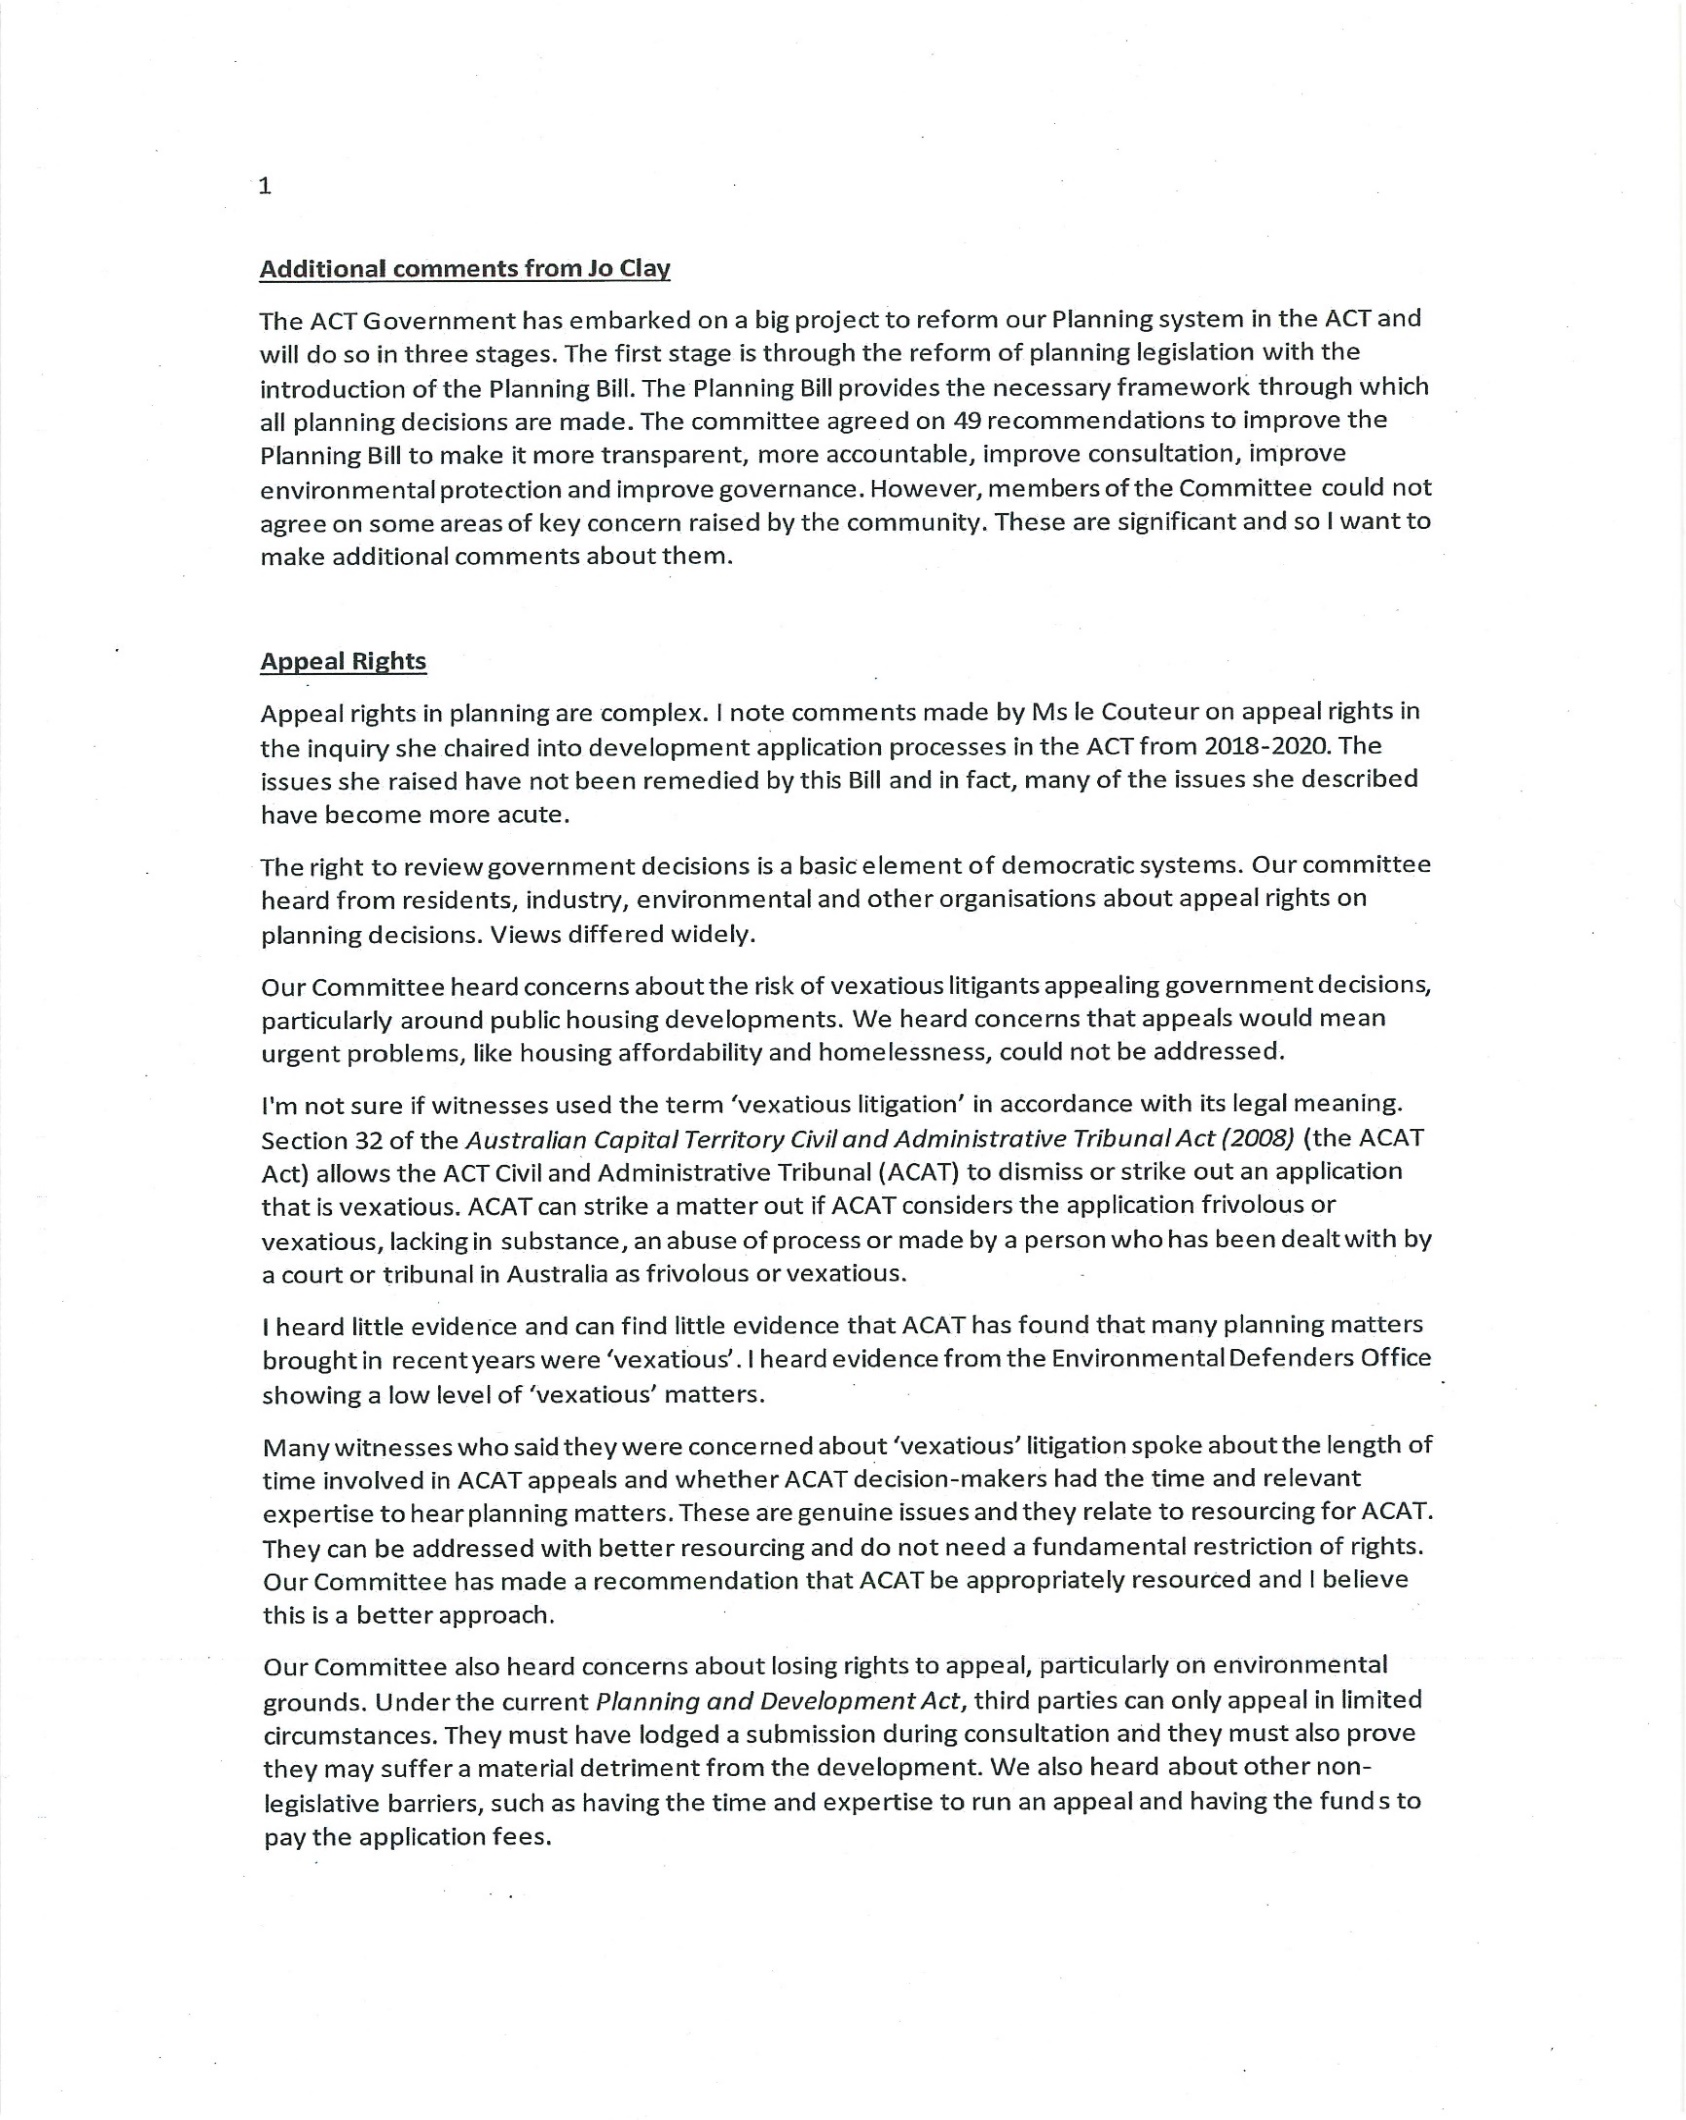 1
Additional comments from Jo Clay
The ACT Government has embarked on a big project to reform our Planning system in the ACT and
will do so in three stages. The first stage is through the reform of planning legislation with the
introduction of the Planning Bill. The Planning Bill provides the necessary framework through which
all planning decisions are made. The committee agreed on 49 recommendations to improve the
Planning Bill to make it more transparent, more accountable, improve consultation, improve
environmental protection and improve governance. However, members of the Committee could not
agree on some areas of key concern raised by the community. These are significant and so I want to
make additional comments about them.
Appeal Rights
Appeal rights in planning are complex. I note comments made by Ms le Couteur on appeal rights in
the inquiry she chaired into development application processes in the ACT from 2018-2020. The
issues she raised have not been remedied by this Bill and in fact, many of the issues she described
have become more acute.
The right to review government decisions is a basic element of democratic systems. Our committee
heard from residents, industry, environmental and other organisations about appeal rights on
planning decisions. Views differed widely.
Our Committee heard concerns about the risk of vexatious litigants appealing government decisions,
particularly around public housing developments. We heard concerns that appeals would mean
urgent problems, like housing affordability and homelessness, could not be addressed.
I'm not sure if witnesses used the term ‘vexatious litigation’ in accordance with its legal meaning.
Section 32 of the Australian Capital Territory Civil and Administrative Tribunal Act (2008) (the ACAT
Act) allows the ACT Civil and Administrative Tribunal (ACAT) to dismiss or strike out an application
that is vexatious. ACAT can strike a matter out if ACAT considers the application frivolous or
vexatious, lacking in substance, an abuse of process or made by a person who has been dealt with by
a court or tribunal in Australia as frivolous or vexatious.
I heard little evidence and can find little evidence that ACAT has found that many planning matters
brought in recent years were ‘vexatious’. I heard evidence from the Environmental Defenders Office
showing a low level of ‘vexatious’ matters.
Many witnesses who said they were concerned about ‘vexatious’ litigation spoke about the length of
time involved in ACAT appeals and whether ACAT decision-makers had the time and relevant
expertise to hear planning matters. These are genuine issues and they relate to resourcing for ACAT.
They can be addressed with better resourcing and do not need a fundamental restriction of rights.
Our Committee has made a recommendation that ACAT be appropriately resourced and I believe
this is a better approach.
Our Committee also heard concerns about losing rights to appeal, particularly on environmental
grounds. Under the current Planning and Development Act, third parties can only appeal in limited
circumstances. They must have lodged a submission during consultation and they must also prove
they may suffer a material detriment from the development. We also heard about other non-
legislative barriers, such as having the time and expertise to run an appeal and having the funds to
pay the application fees.